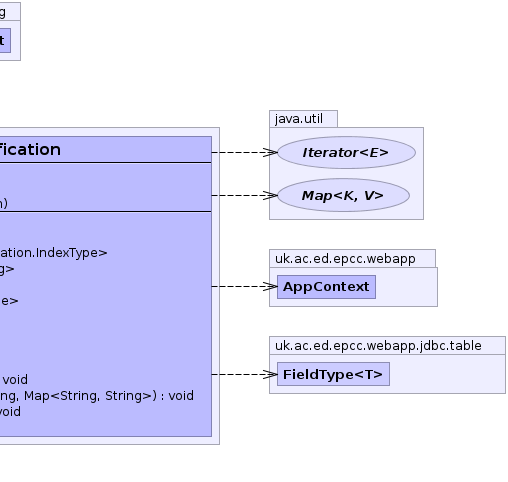 g
t
java.util
fication
Iterator<E>
Map<K, V>
n)
ation.IndexType>
g>
e>
uk.ac.ed.epcc.webapp
AppContext
uk.ac.ed.epcc.webapp.jdbc.table
FieldType<T>
void
ng, Map<String, String>) : void
void